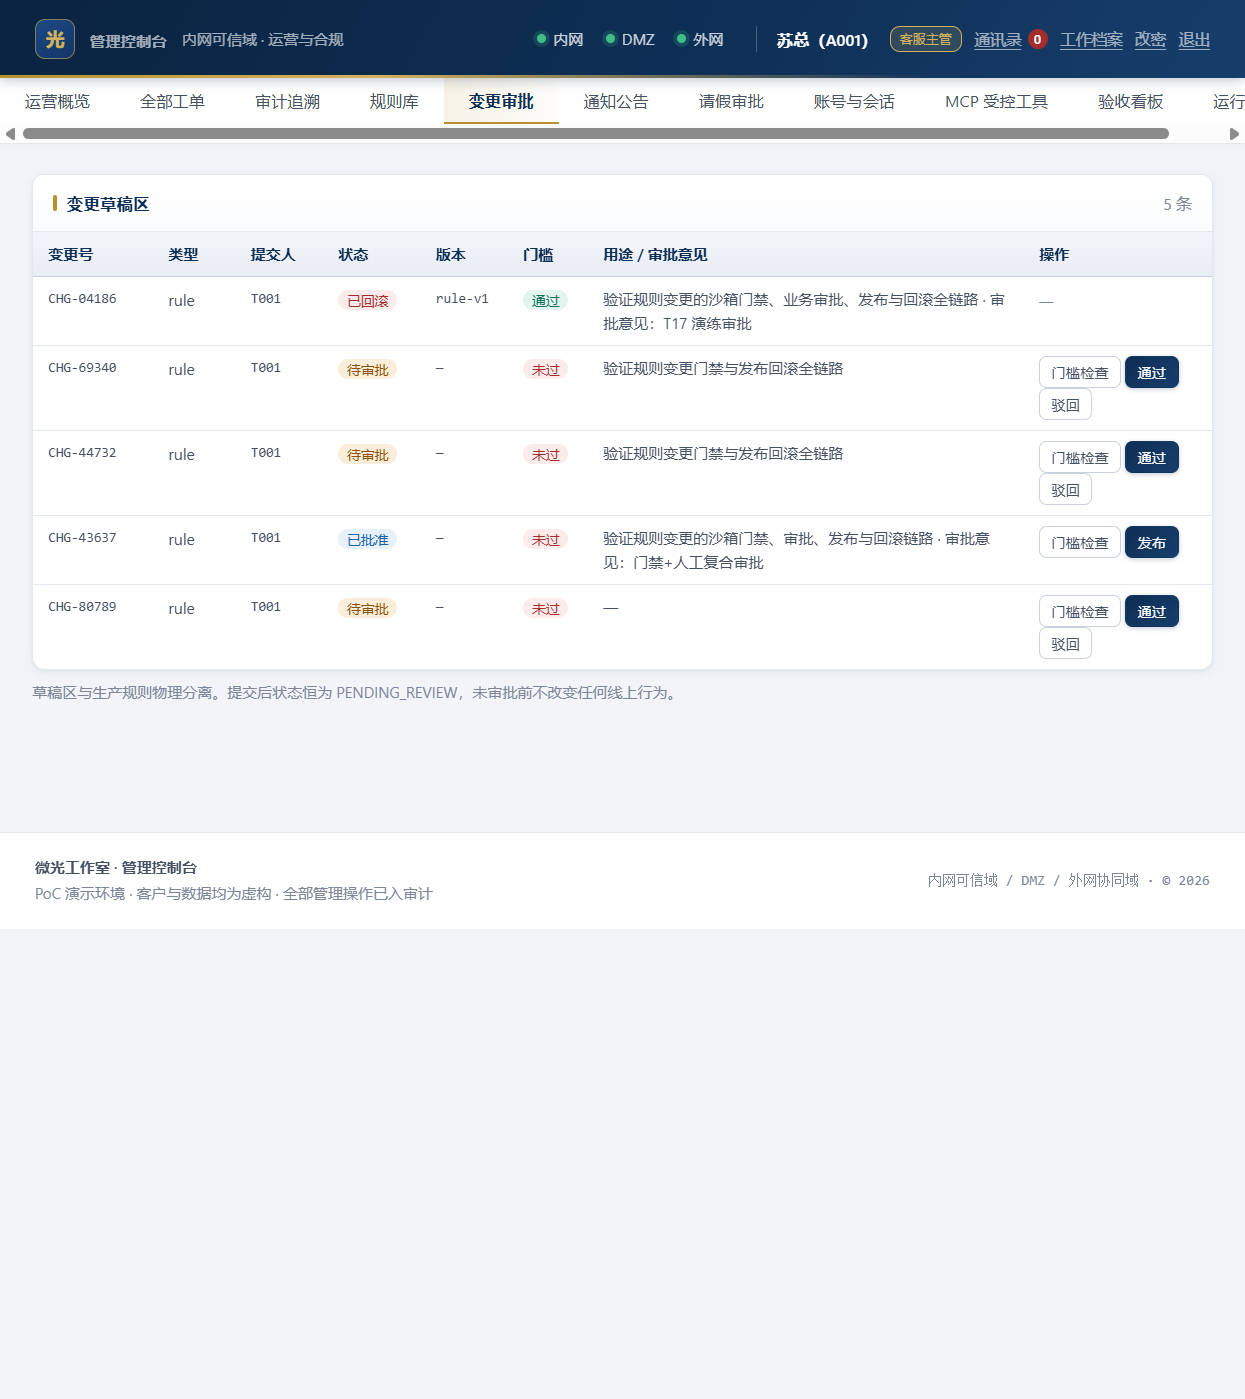 光 管理控制台 内网可信域 · 运营与合规 内网 DMZ 外网 苏总（A001） 客服主管 通讯录 0 工作档案 改密 退出
运营概览 全部工单 审计追溯 规则库 变更审批 通知公告 请假审批 账号与会话 MCP 受控工具 验收看板 运行
变更草稿区 5 条
变更号 类型 提交人 状态 版本 门槛 用途 / 审批意见 操作
CHG-04186 rule T001 已回滚 rule-v1 通过 验证规则变更的沙箱门禁、业务审批、发布与回滚全链路 · 审 —
批意见：T17 演练审批
CHG-69340 rule T001 待审批 — 未过 验证规则变更门禁与发布回滚全链路 门槛检查 通过
驳回
CHG-44732 rule T001 待审批 — 未过 验证规则变更门禁与发布回滚全链路 门槛检查 通过
驳回
CHG-43637 rule T001 已批准 — 未过 验证规则变更的沙箱门禁、审批、发布与回滚链路 · 审批意 门槛检查 发布
见：门禁+人工复合审批
CHG-80789 rule T001 待审批 — 未过 — 门槛检查 通过
驳回
草稿区与生产规则物理分离。提交后状态恒为 PENDING_REVIEW，未审批前不改变任何线上行为。
微光工作室 · 管理控制台
PoC 演示环境 · 客户与数据均为虚构 · 全部管理操作已入审计
内网可信域 / DMZ / 外网协同域 · © 2026